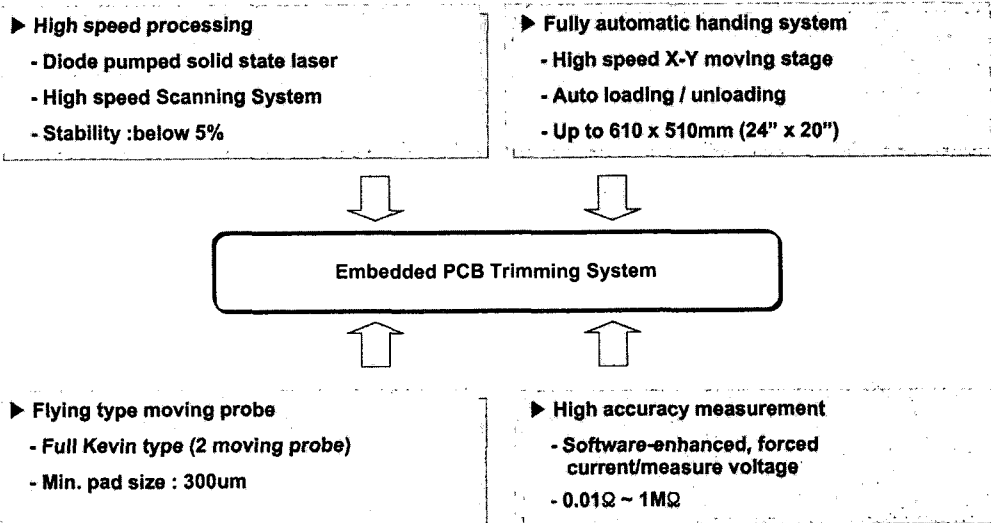 ▶ High speed processing
- Diode pumped solid state laser
- High speed Scanning System
- Stability :below 5%
▶ Fully automatic handing system
- High speed X-Y moving stage
- Auto loading / unloading
- Up to 610 x 510mm (24" x 20")
Embedded PCB Trimming System
▶ Flying type moving probe
- Full Kevin type (2 moving probe)
- Min. pad size : 300um
▶ High accuracy measurement
- Software-enhanced, forced
current/measure voltage
- 0.01Ω ~ 1MΩ